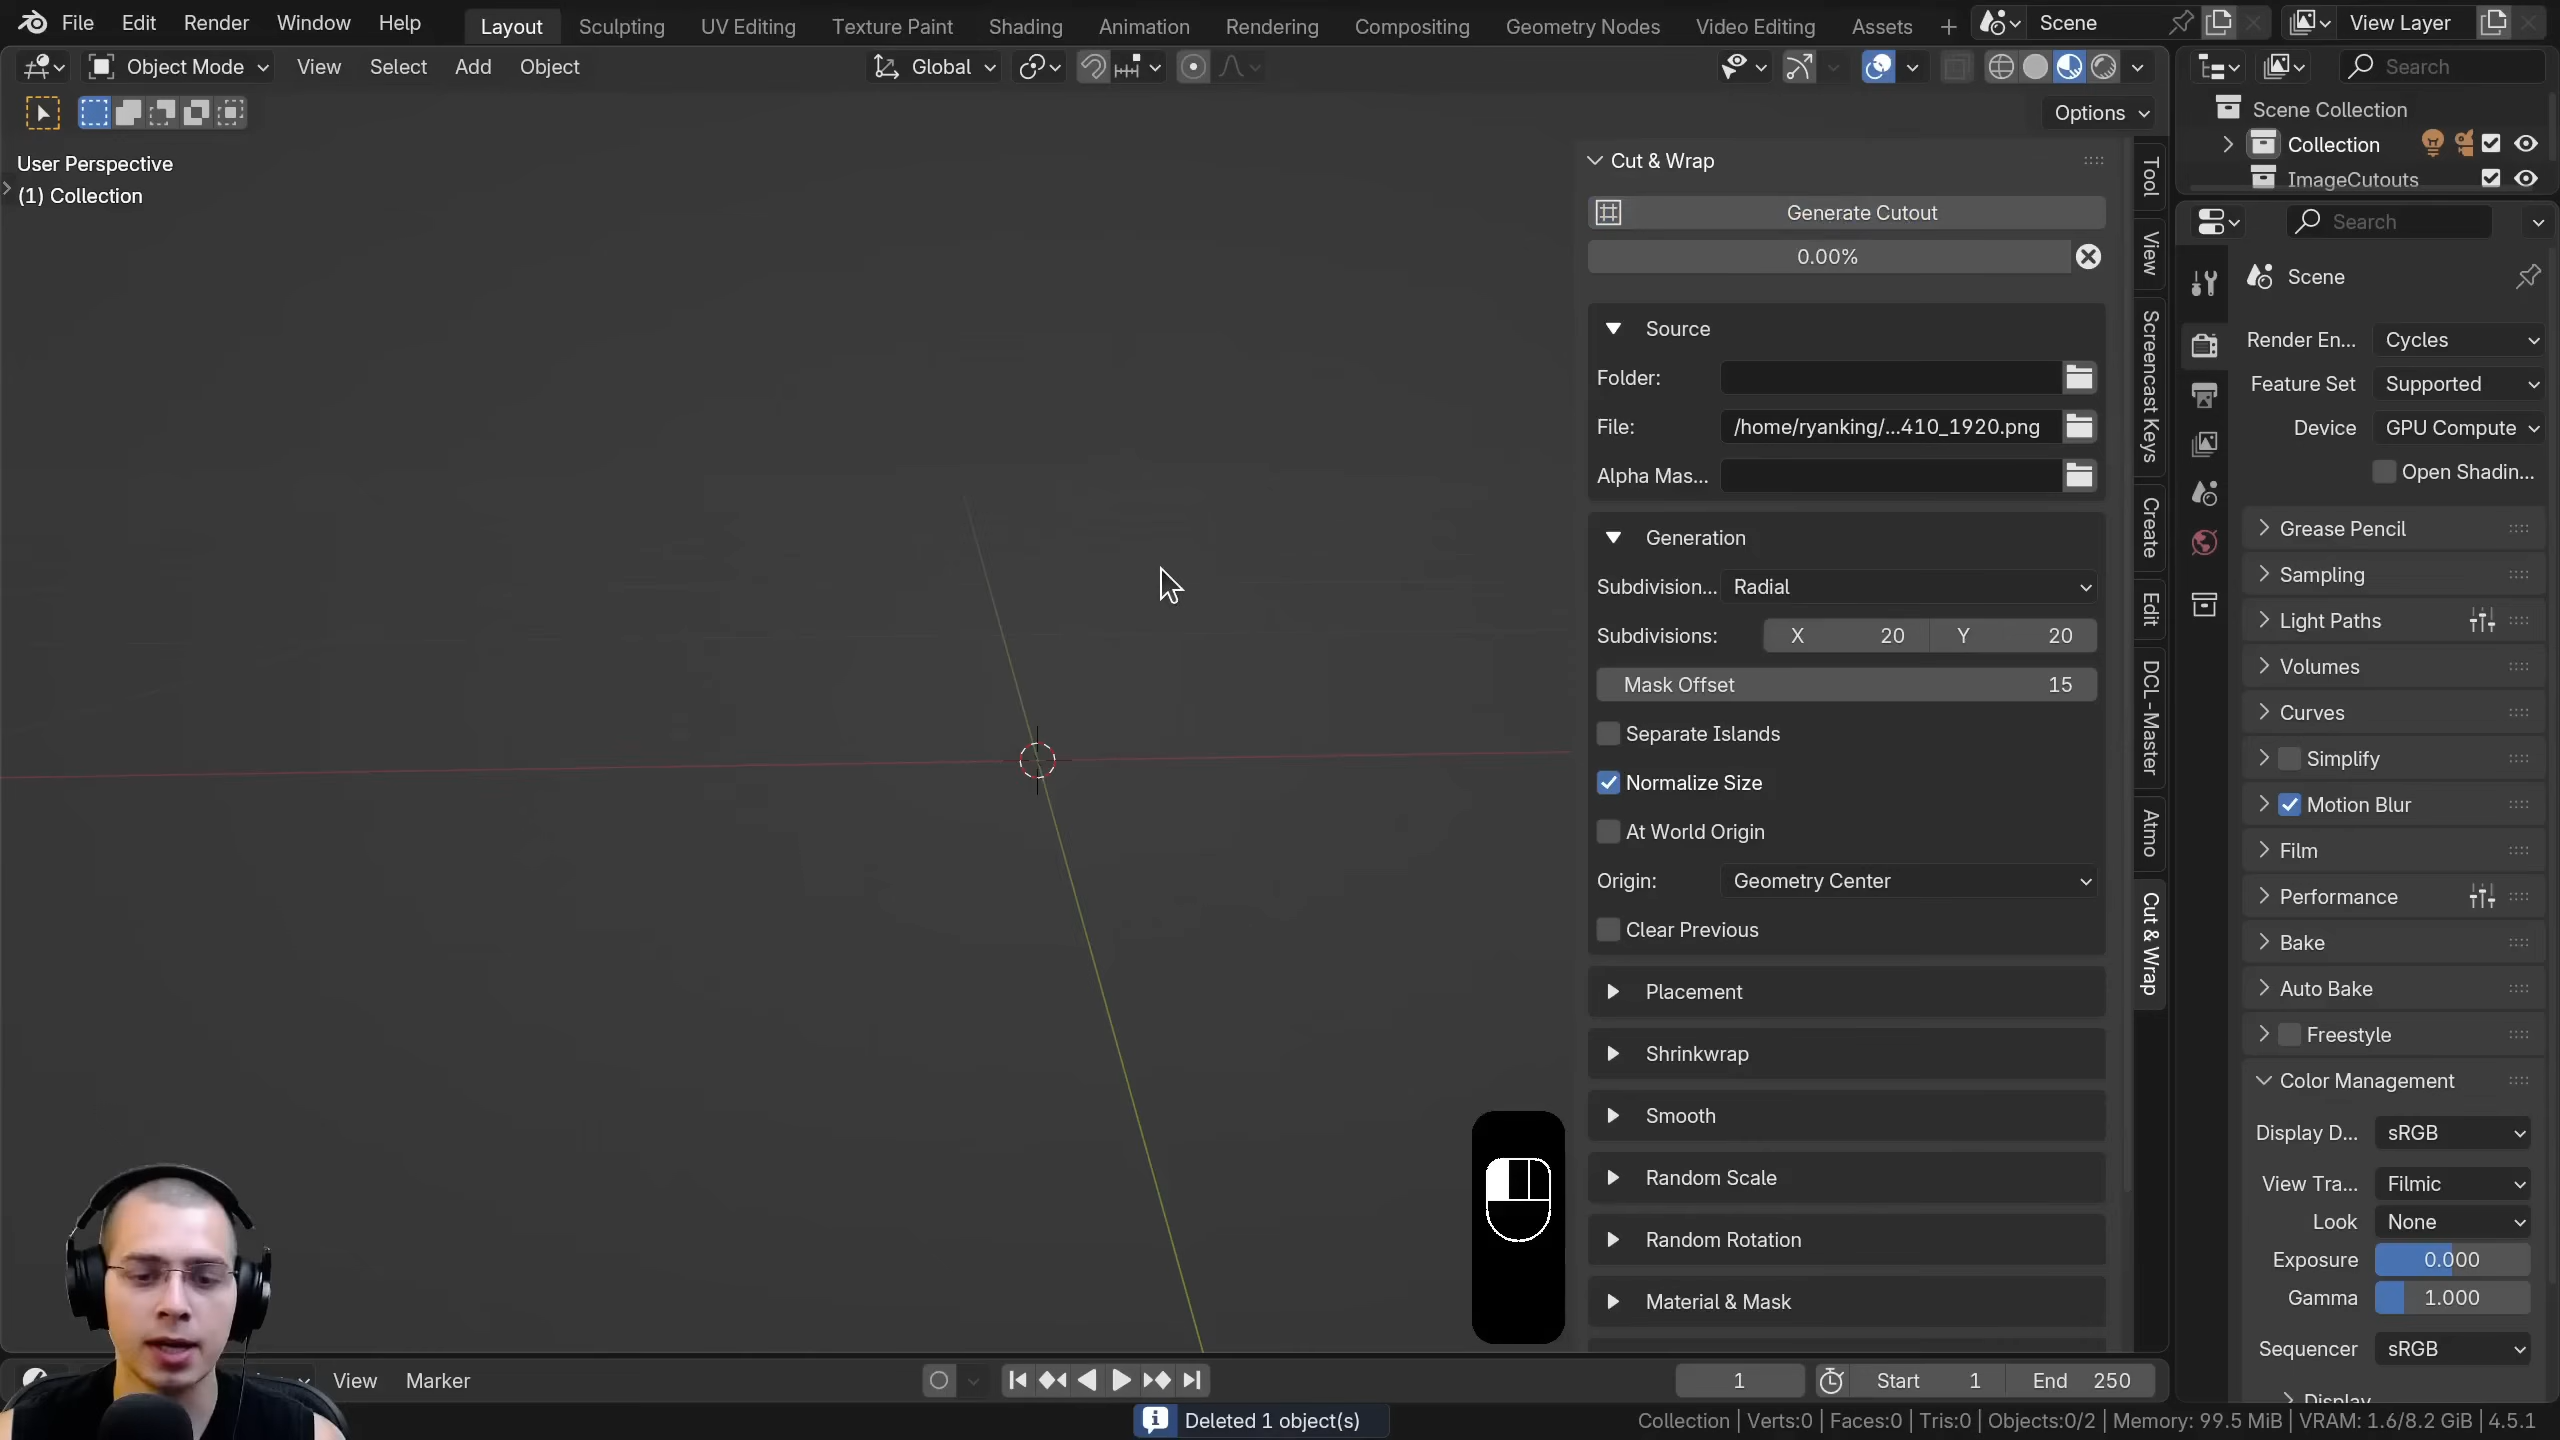 File Edit Render Window Help Layout Sculpting UV Editing Texture Paint Shading Animation Rendering Compositing Geometry Nodes Video Editing Assets + Scene View Layer
Object Mode View Select Add Object Global Search
Options
User Perspective
(1) Collection
Cut & Wrap
Generate Cutout
0.00%
Source
Folder:
File: /home/ryanking/...410_1920.png
Alpha Mas...
Generation
Subdivision... Radial
Subdivisions: X 20 Y 20
Mask Offset 15
Separate Islands
Normalize Size
At World Origin
Origin: Geometry Center
Clear Previous
Placement
Shrinkwrap
Smooth
Random Scale
Random Rotation
Material & Mask
Tool
View
Screencast Keys
Create
Edit
DCL-Master
Atmo
Cut & Wrap
Scene Collection
Collection
ImageCutouts
Search
Scene
Render En... Cycles
Feature Set Supported
Device GPU Compute
Open Shadin...
Grease Pencil
Sampling
Light Paths
Volumes
Curves
Simplify
Motion Blur
Film
Performance
Bake
Auto Bake
Freestyle
Color Management
Display D... sRGB
View Tra... Filmic
Look None
Exposure 0.000
Gamma 1.000
Sequencer sRGB
Display
View Marker 1 Start 1 End 250
Deleted 1 object(s)
Collection | Verts:0 | Faces:0 | Tris:0 | Objects:0/2 | Memory: 99.5 MiB | VRAM: 1.6/8.2 GiB | 4.5.1